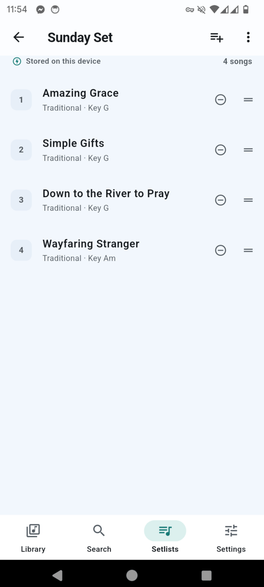 11:54
Sunday Set
Stored on this device
4 songs
1
Amazing Grace
Traditional · Key G
2
Simple Gifts
Traditional · Key G
3
Down to the River to Pray
Traditional · Key G
4
Wayfaring Stranger
Traditional · Key Am
Library
Search
Setlists
Settings